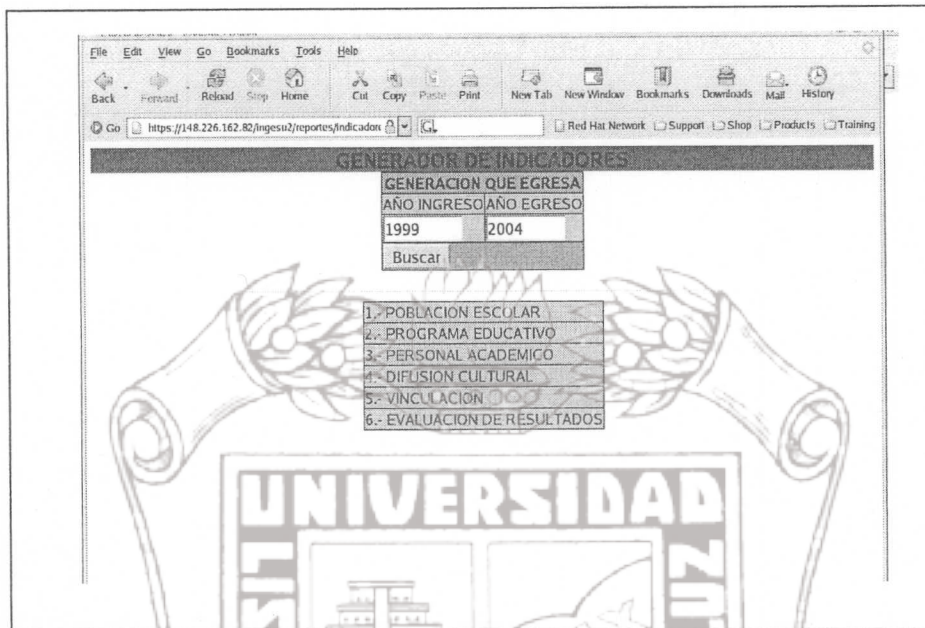 File Edit View Go Bookmarks Tools Help
Back Forward Reload Stop Home Cut Copy Paste Print New Tab New Window Bookmarks Downloads Mail History
Go https://148.226.162.82/ingesu2/reportes/indicadore G Red Hat Network Support Shop Products Training
GENERADOR DE INDICADORES
GENERACION QUE EGRESA
AÑO INGRESO AÑO EGRESO
1999 2004
Buscar
1.- POBLACION ESCOLAR
2.- PROGRAMA EDUCATIVO
3.- PERSONAL ACADEMICO
4.- DIFUSION CULTURAL
5.- VINCULACION
6.- EVALUACION DE RESULTADOS
UNIVERSIDAD